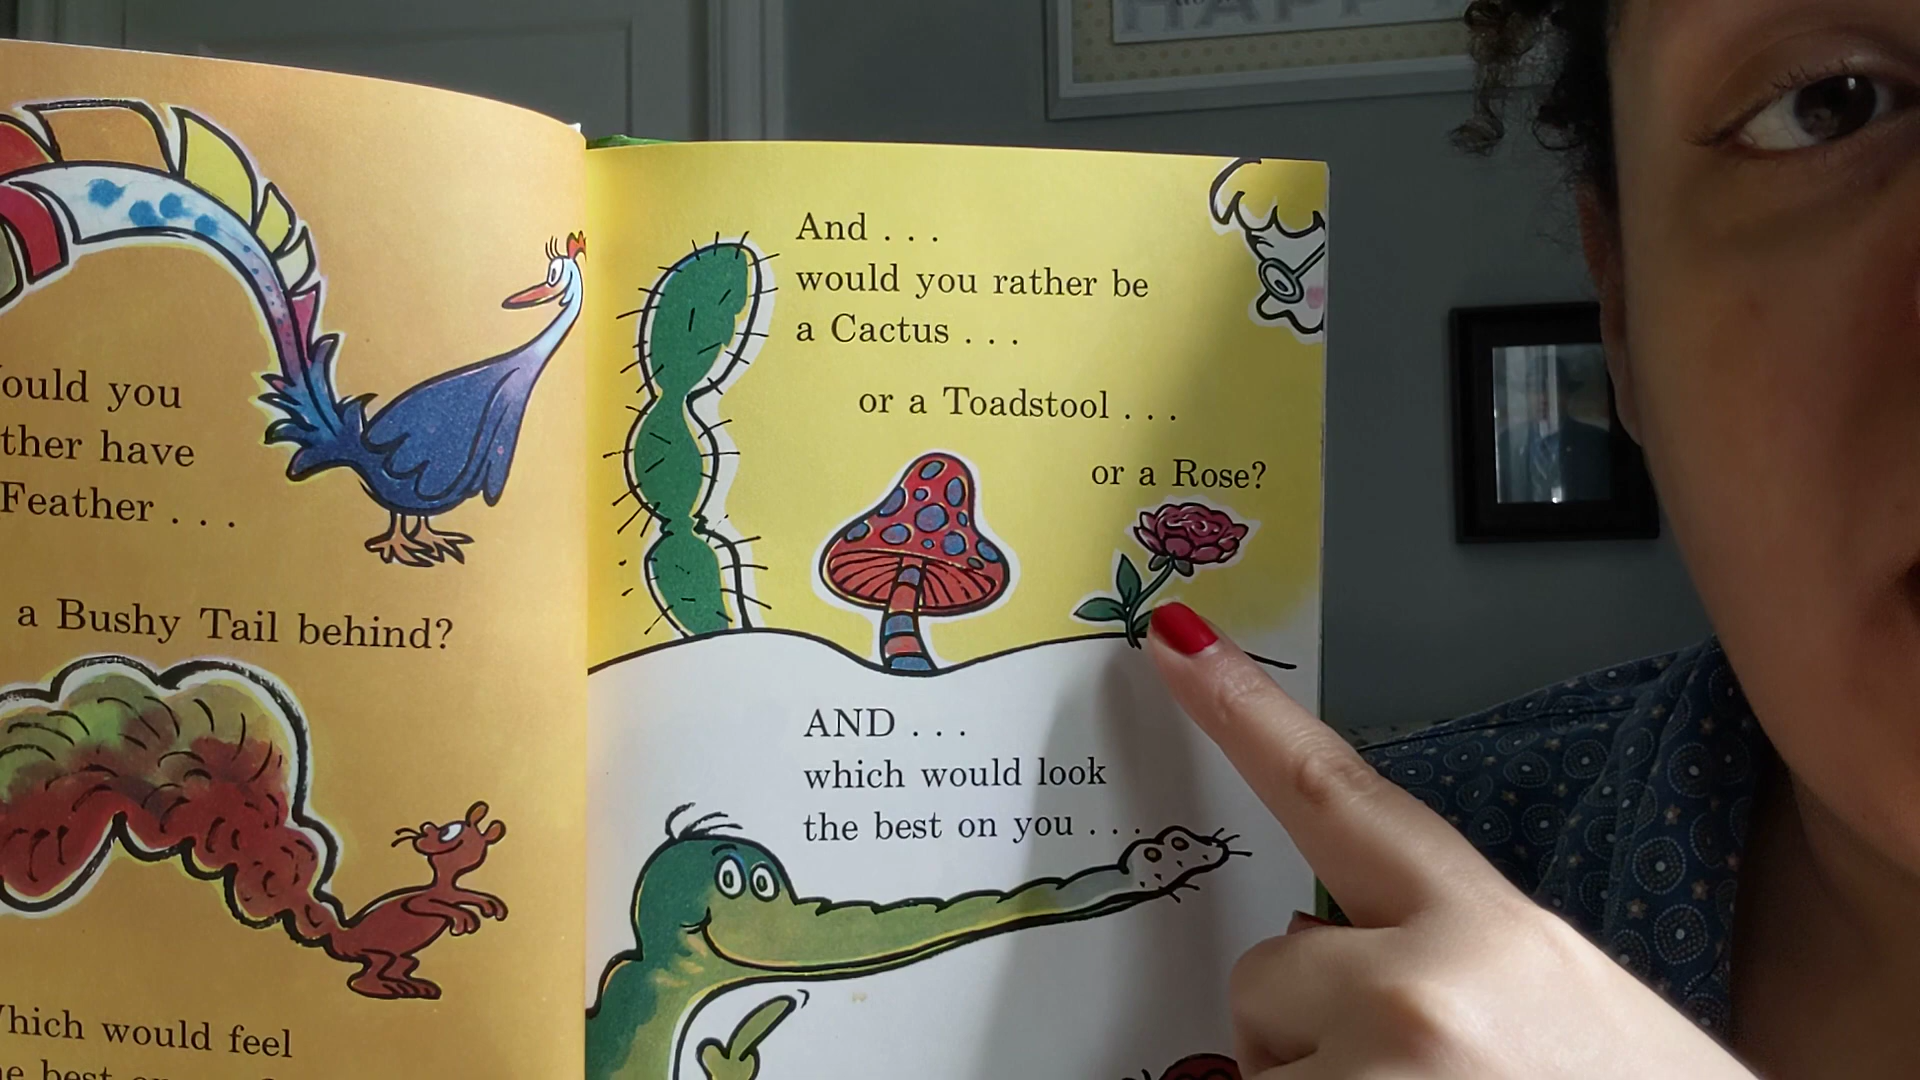 ould you
ther have
Feather . . .
a Bushy Tail behind?
hich would feel
And . . .
would you rather be
a Cactus . . .
or a Toadstool . . .
or a Rose?
AND . . .
which would look
the best on you . . .